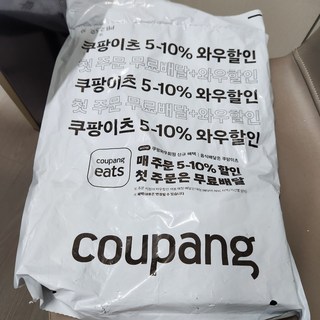 쿠팡이츠 5-10% 와우할인
첫 주문 무료배달+와우할인
쿠팡이츠 5-10% 와우할인
첫 주문 무료배달+와우할인
쿠팡이츠 5-10% 와우할인
coupang
eats
매 주문 5-10% 할인
첫 주문은 무료배달
coupang